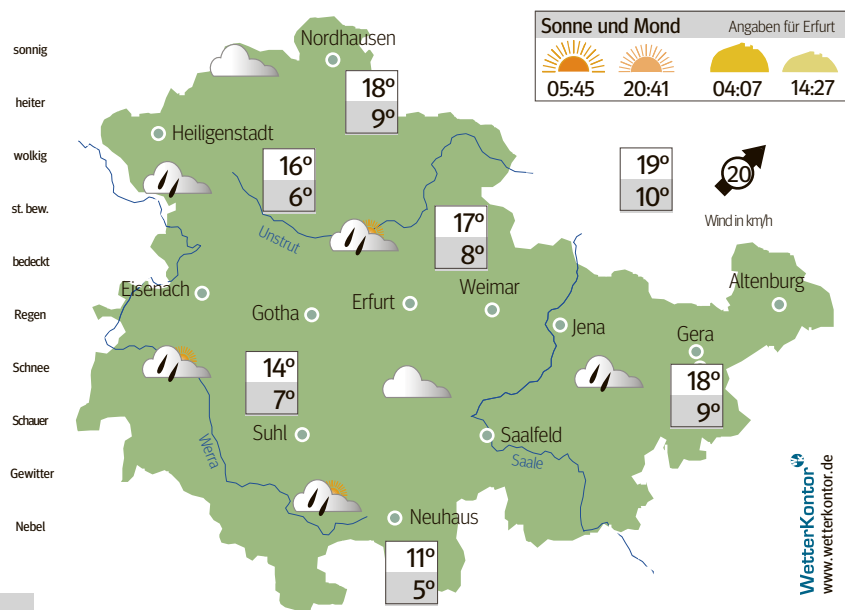 sonnig
heiter
wolkig
st. bew.
bedeckt
Regen
Schnee
Schauer
Gewitter
Nebel
Sonne und Mond Angaben für Erfurt
05:45 20:41 04:07 14:27
Nordhausen
18°
9°
Heiligenstadt
16°
6°
19°
10°
20
Wind in km/h
Unstrut
17°
8°
Eisenach
Gotha
Erfurt
Weimar
Jena
Altenburg
Gera
18°
9°
14°
7°
Suhl
Werra
Saalfeld
Saale
Neuhaus
11°
5°
WetterKontor
www.wetterkontor.de